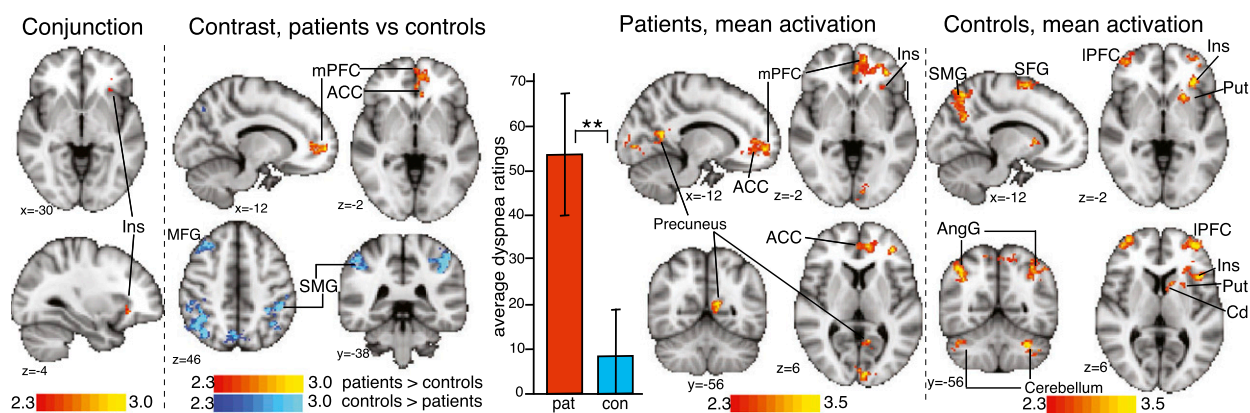 Conjunction
x=-30
Ins
z=-4
2.3 3.0
Contrast, patients vs controls
mPFC
ACC
x=-12
z=-2
MFG
SMG
z=46
y=-38
2.3 3.0 patients > controls
2.3 3.0 controls > patients
average dyspnea ratings
70
60
50
40
30
20
10
0
**
pat con
Patients, mean activation
mPFC
Ins
ACC
x=-12
z=-2
Precuneus
ACC
y=-56
z=6
2.3 3.5
Controls, mean activation
SMG
SFG
lPFC
Ins
Put
x=-12
z=-2
AngG
lPFC
Ins
Put
Cd
y=-56
Cerebellum
z=6
2.3 3.5